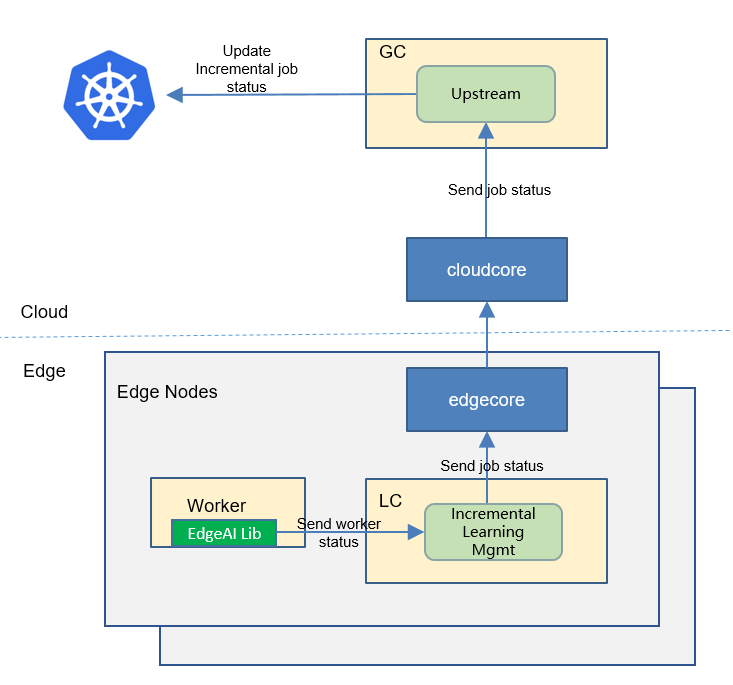 Update
Incremental job
status
GC
Upstream
Send job status
cloudcore
Cloud
Edge
Edge Nodes
edgecore
Send job status
Worker
EdgeAI Lib
Send worker
status
LC
Incremental
Learning
Mgmt